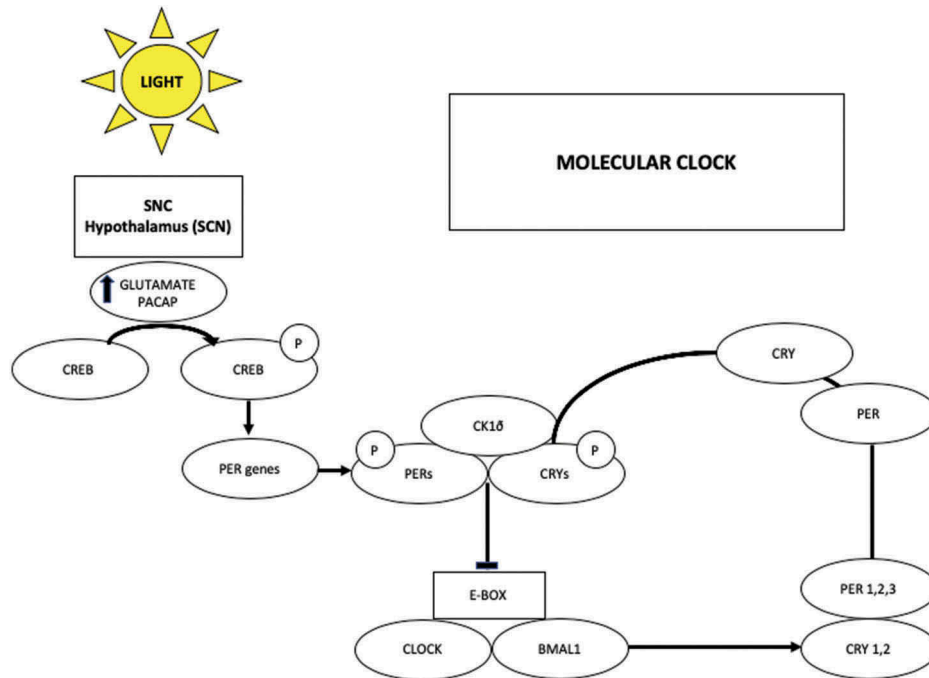 LIGHT
MOLECULAR CLOCK
SNC
Hypothalamus (SCN)
GLUTAMATE
PACAP
CREB
CREB
P
PER genes
P
PERs
CK1ð
CRYs
P
CRY
PER
E-BOX
CLOCK
BMAL1
PER 1,2,3
CRY 1,2